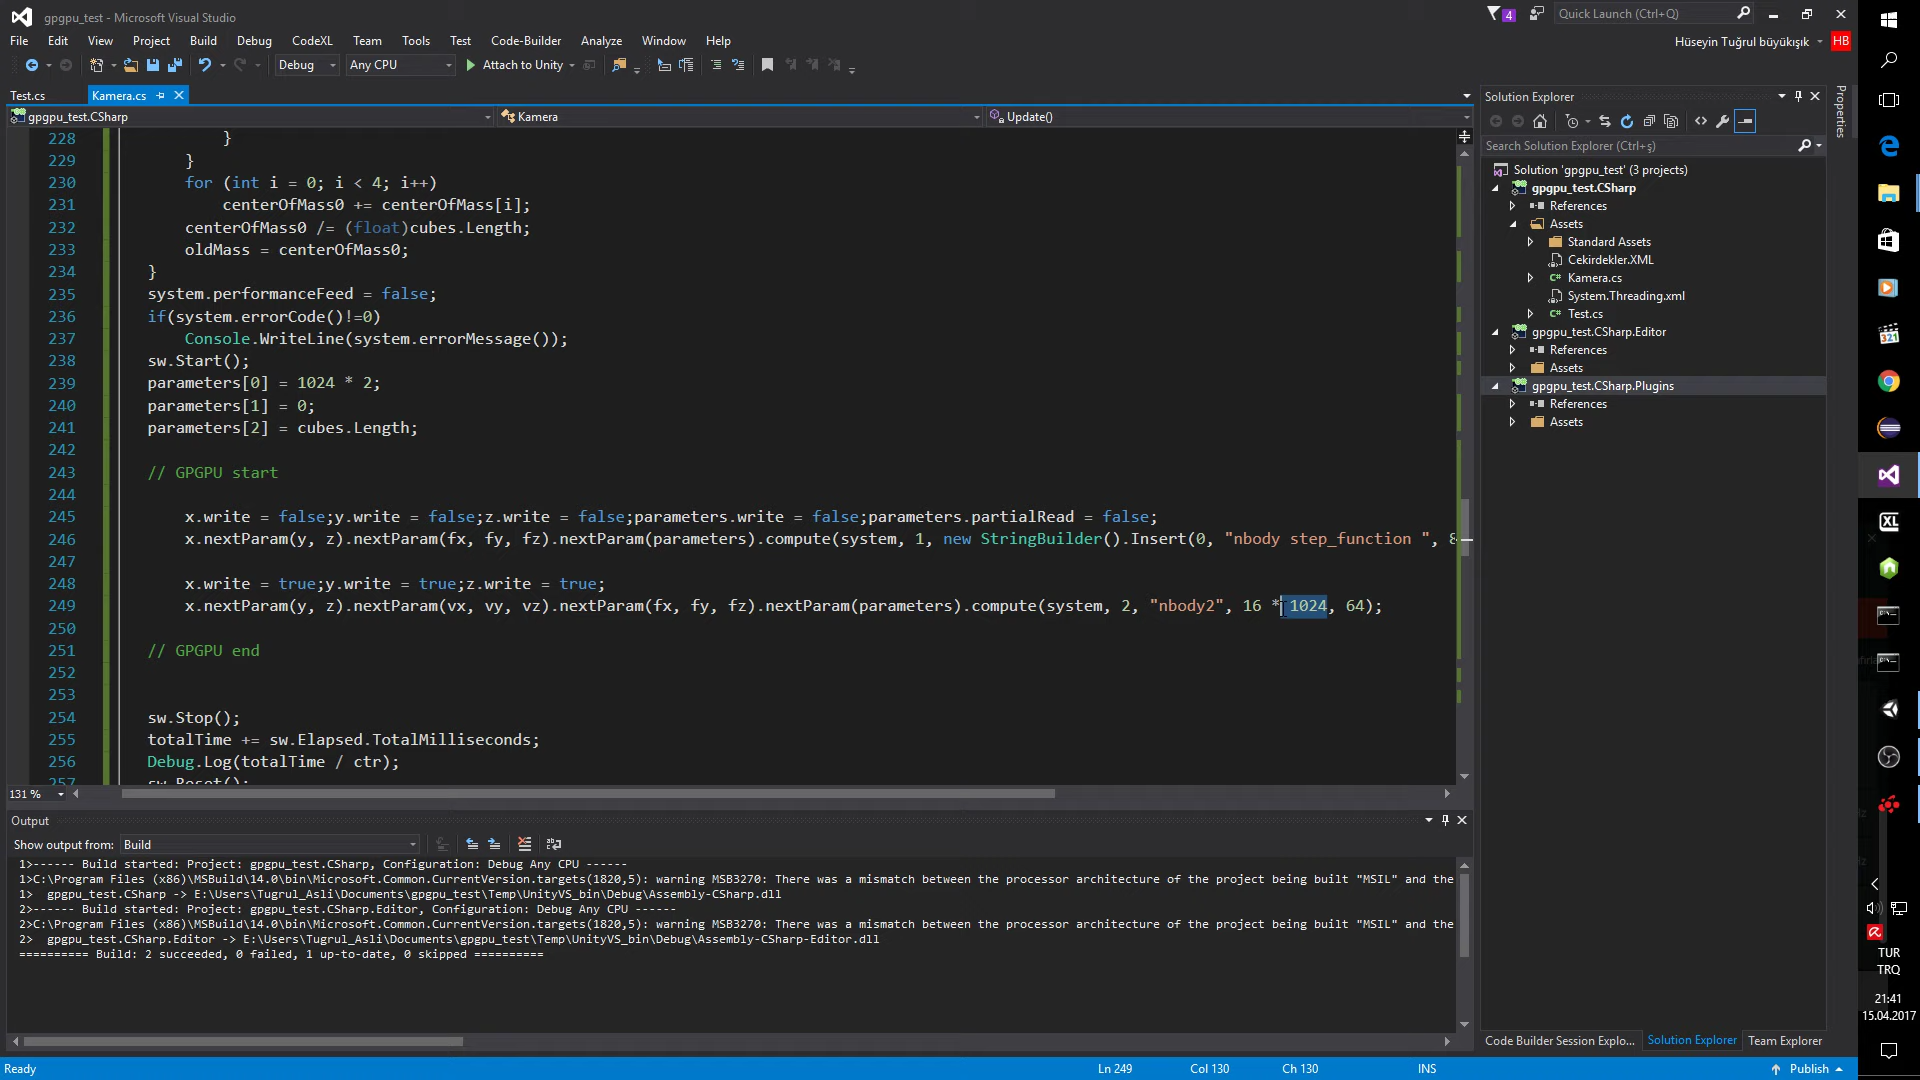 gpgpu_test - Microsoft Visual Studio
4
Quick Launch (Ctrl+Q)
File Edit View Project Build Debug CodeXL Team Tools Test Code-Builder Analyze Window Help
Hüseyin Tuğrul büyükışık HB
Debug Any CPU Attach to Unity
Test.cs Kamera.cs
gpgpu_test.CSharp Kamera Update()
228 }
229 }
230 for (int i = 0; i < 4; i++)
231 centerOfMass0 += centerOfMass[i];
232 centerOfMass0 /= (float)cubes.Length;
233 oldMass = centerOfMass0;
234 }
235 system.performanceFeed = false;
236 if(system.errorCode()!=0)
237 Console.WriteLine(system.errorMessage());
238 sw.Start();
239 parameters[0] = 1024 * 2;
240 parameters[1] = 0;
241 parameters[2] = cubes.Length;
242
243 // GPGPU start
244
245 x.write = false;y.write = false;z.write = false;parameters.write = false;parameters.partialRead = false;
246 x.nextParam(y, z).nextParam(fx, fy, fz).nextParam(parameters).compute(system, 1, new StringBuilder().Insert(0, "nbody step_function ", 8
247
248 x.write = true;y.write = true;z.write = true;
249 x.nextParam(y, z).nextParam(vx, vy, vz).nextParam(fx, fy, fz).nextParam(parameters).compute(system, 2, "nbody2", 16 * 1024, 64);
250
251 // GPGPU end
252
253
254 sw.Stop();
255 totalTime += sw.Elapsed.TotalMilliseconds;
256 Debug.Log(totalTime / ctr);
257 sw.Reset();
131 %
Output
Show output from: Build
1>------ Build started: Project: gpgpu_test.CSharp, Configuration: Debug Any CPU ------
1>C:\Program Files (x86)\MSBuild\14.0\bin\Microsoft.Common.CurrentVersion.targets(1820,5): warning MSB3270: There was a mismatch between the processor architecture of the project being built "MSIL" and the
1>  gpgpu_test.CSharp -> E:\Users\Tugrul_Asli\Documents\gpgpu_test\Temp\UnityVS_bin\Debug\Assembly-CSharp.dll
2>------ Build started: Project: gpgpu_test.CSharp.Editor, Configuration: Debug Any CPU ------
2>C:\Program Files (x86)\MSBuild\14.0\bin\Microsoft.Common.CurrentVersion.targets(1820,5): warning MSB3270: There was a mismatch between the processor architecture of the project being built "MSIL" and the
2>  gpgpu_test.CSharp.Editor -> E:\Users\Tugrul_Asli\Documents\gpgpu_test\Temp\UnityVS_bin\Debug\Assembly-CSharp-Editor.dll
========== Build: 2 succeeded, 0 failed, 1 up-to-date, 0 skipped ==========
Solution Explorer
Search Solution Explorer (Ctrl+ş)
Solution 'gpgpu_test' (3 projects)
gpgpu_test.CSharp
References
Assets
Standard Assets
Cekirdekler.XML
Kamera.cs
System.Threading.xml
Test.cs
gpgpu_test.CSharp.Editor
References
Assets
gpgpu_test.CSharp.Plugins
References
Assets
Code Builder Session Explo... Solution Explorer Team Explorer
Properties
321
XL
TUR
TRQ
21:41
15.04.2017
Ready Ln 249 Col 130 Ch 130 INS Publish